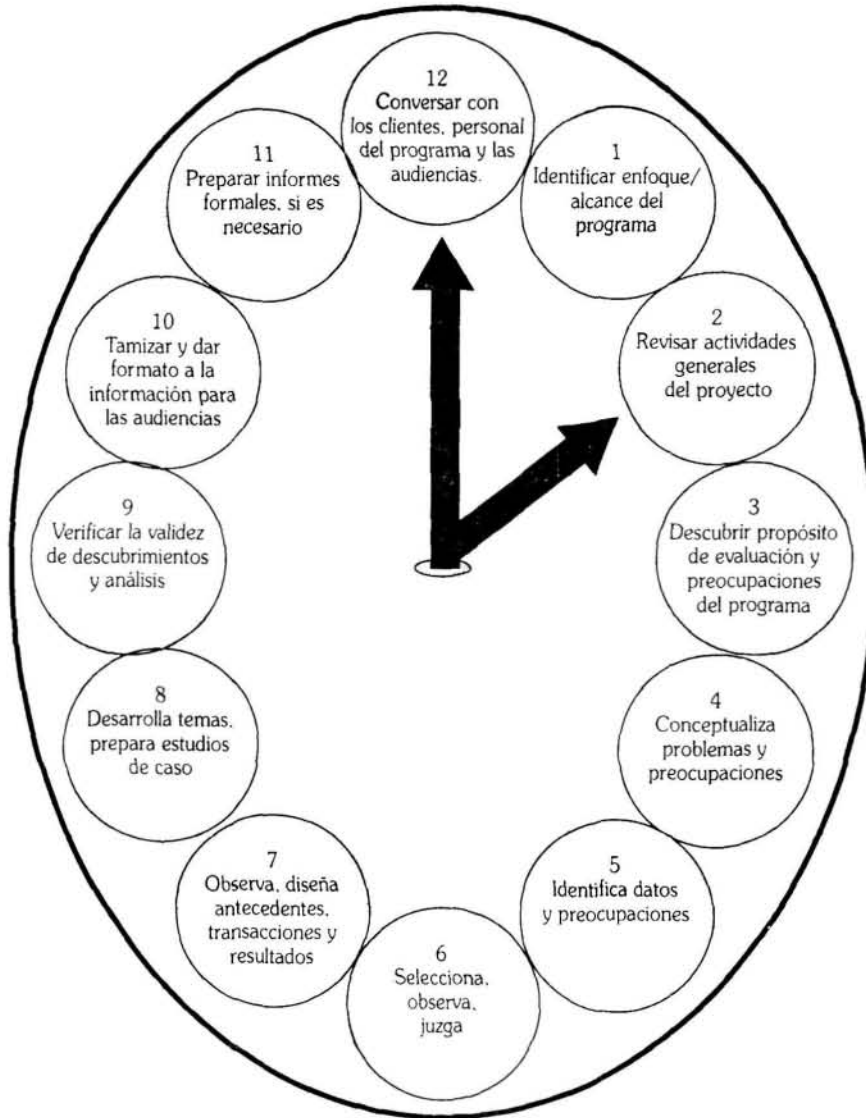 12
Conversar con
los clientes, personal
del programa y las
audiencias.
1
Identificar enfoque/
alcance del
programa
2
Revisar actividades
generales
del proyecto
3
Descubrir propósito
de evaluación y
preocupaciones
del programa
4
Conceptualiza
problemas y
preocupaciones
5
Identifica datos
y preocupaciones
6
Selecciona,
observa,
juzga
7
Observa, diseña
antecedentes,
transacciones y
resultados
8
Desarrolla temas,
prepara estudios
de caso
9
Verificar la validez
de descubrimientos
y análisis
10
Tamizar y dar
formato a la
información para
las audiencias
11
Preparar informes
formales, si es
necesario